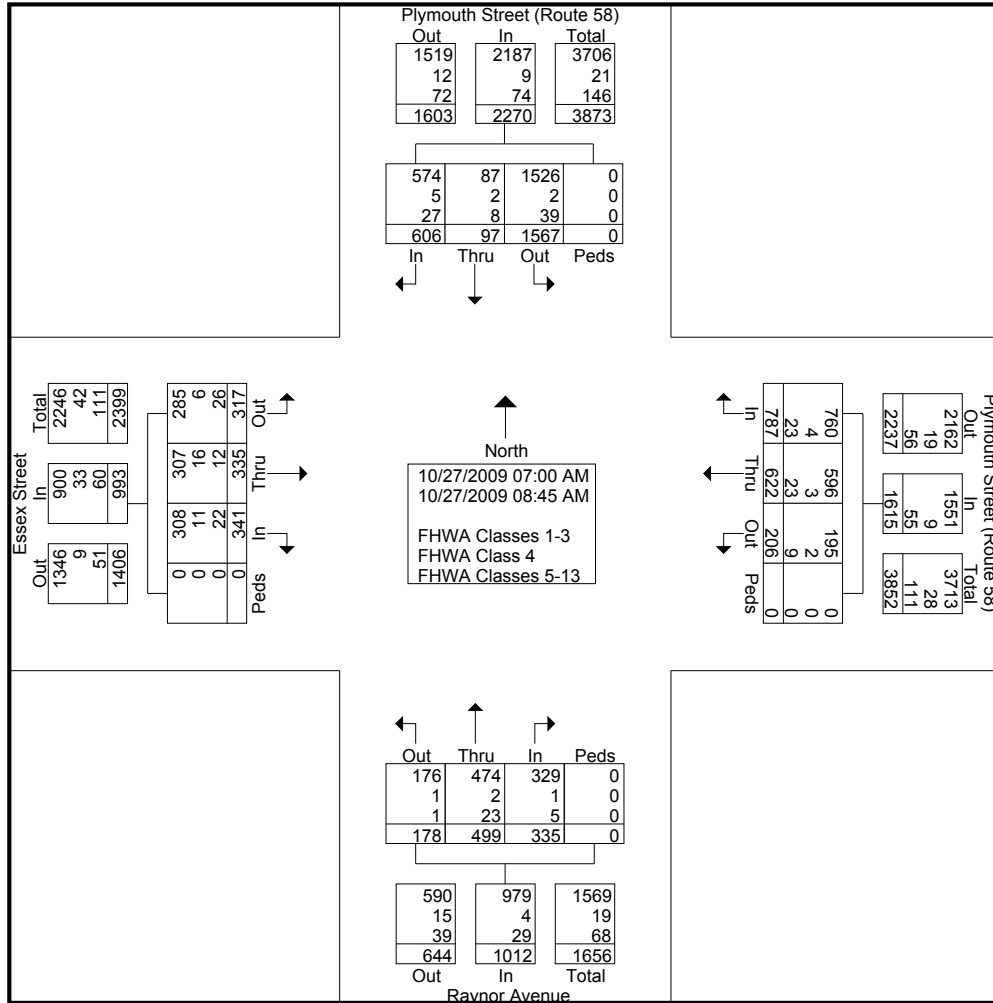 Plymouth Street (Route 58)
Out In Total
1519 2187 3706
12 9 21
72 74 146
1603 2270 3873
574 87 1526 0
5 2 2 0
27 8 39 0
606 97 1567 0
In Thru Out Peds
Essex Street
Total
2246
42
111
2399
In
900
33
60
993
Out
1346
9
51
1406
Out
285
6
26
317
Thru
307
16
12
335
In
308
11
22
341
Peds
0
0
0
0
North
10/27/2009 07:00 AM
10/27/2009 08:45 AM
FHWA Classes 1-3
FHWA Class 4
FHWA Classes 5-13
In
760
4
23
787
Thru
596
3
23
622
Out
195
2
9
206
Peds
0
0
0
0
Plymouth Street (Route 58)
Out
2162
19
56
2237
In
1551
9
55
1615
Total
3713
28
111
3852
Out Thru In Peds
176 474 329 0
1 2 1 0
1 23 5 0
178 499 335 0
590 979 1569
15 4 19
39 29 68
644 1012 1656
Out In Total
Raynor Avenue